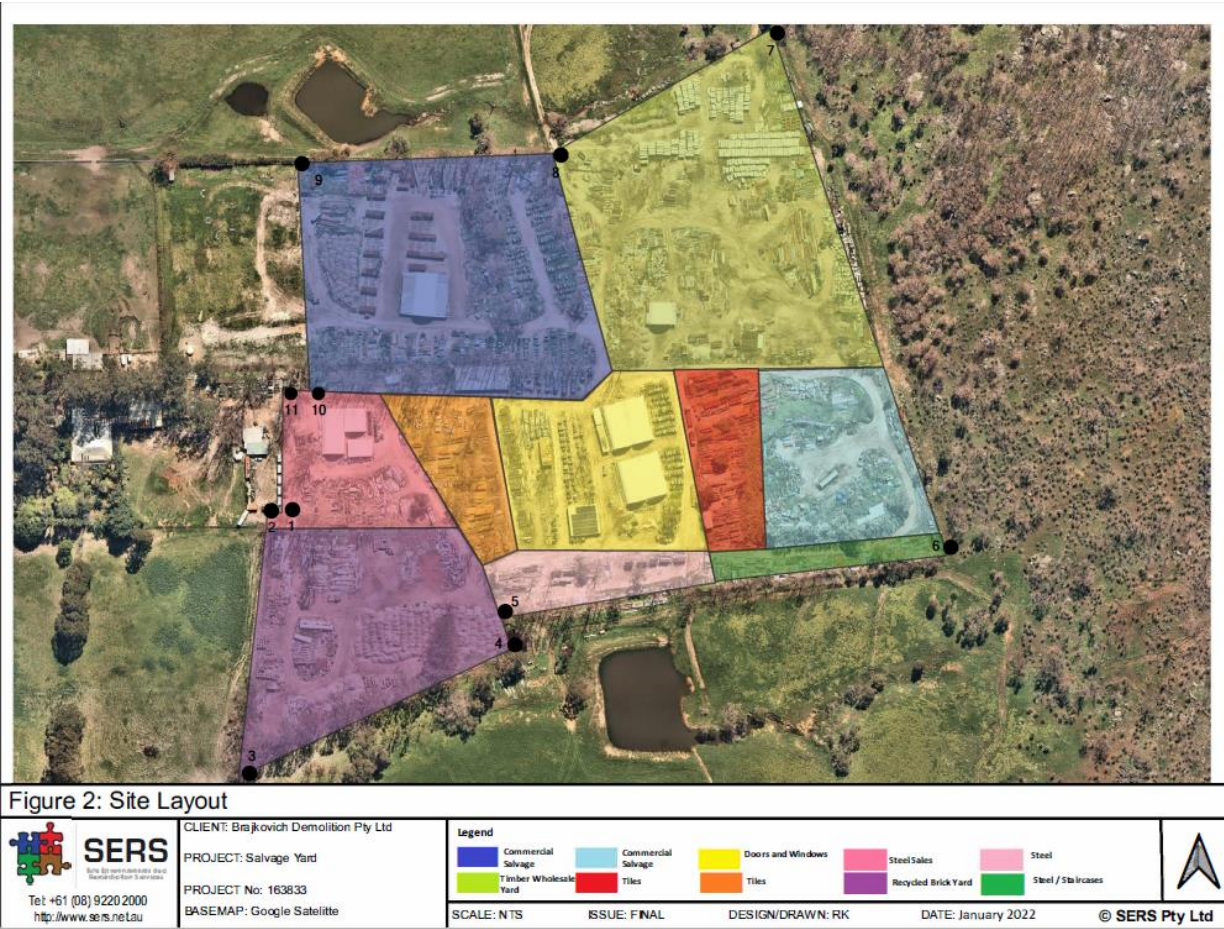 7
8
9
11
10
2
1
5
4
6
3
Figure 2: Site Layout
SERS
Tel: +61 (08) 9220 2000
http://www.sers.net.au
CLIENT: Brajkovich Demolition Pty Ltd
PROJECT: Salvage Yard
PROJECT No: 163833
BASEMAP: Google Satelitte
Legend
Commercial
Salvage
Commercial
Salvage
Doors and Windows
Steel Sales
Steel
Timber Wholesale
Yard
Tiles
Tiles
Recycled Brick Yard
Steel / Staircases
SCALE: NTS
ISSUE: FINAL
DESIGN/DRAWN: RK
DATE: January 2022
© SERS Pty Ltd